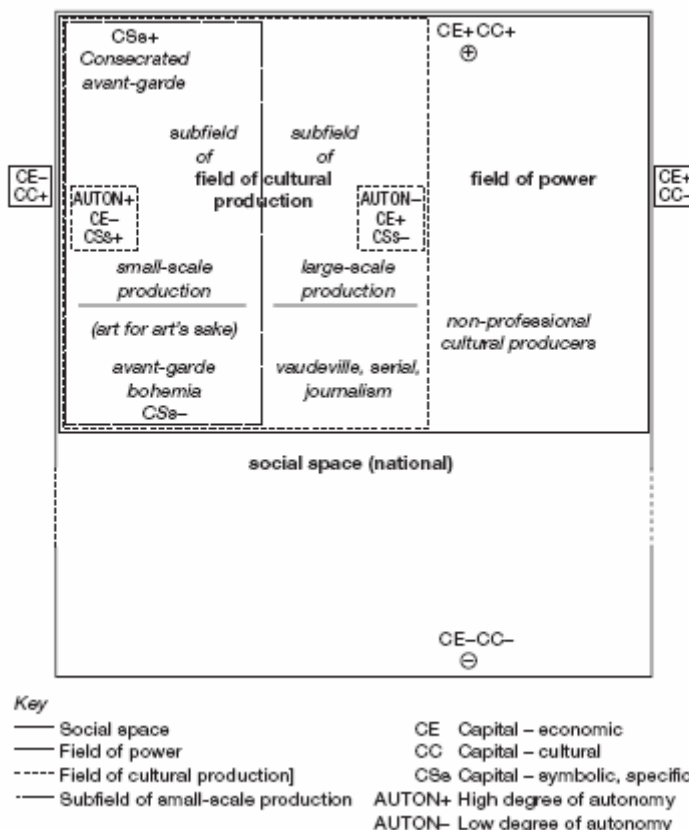 CSs+
Consecrated
avant-garde
CE+ CC+
⊕
subfield
of
field of cultural
production
subfield
of
CE–
CC+
field of power
CE+
CC–
AUTON+
CE–
CSs+
AUTON–
CE+
CSs–
small-scale
production
large-scale
production
(art for art's sake)
avant-garde
bohemia
CSs–
vaudeville, serial,
journalism
non-professional
cultural producers
social space (national)
CE–CC–
⊖
Key
Social space
Field of power
Field of cultural production]
Subfield of small-scale production
CE Capital – economic
CC Capital – cultural
CSs Capital – symbolic, specific
AUTON+ High degree of autonomy
AUTON– Low degree of autonomy